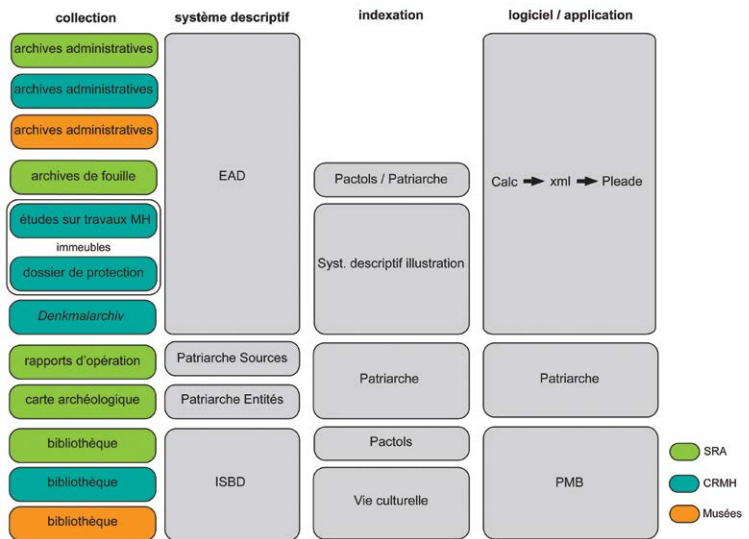 collection système descriptif indexation logiciel / application
archives administratives
archives administratives
archives administratives
EAD
archives de fouille Pactols / Patriarche Calc xml Pleade
études sur travaux MH
immeubles
Syst. descriptif illustration
dossier de protection
Denkmalarchiv
rapports d'opération Patriarche Sources
Patriarche Patriarche
carte archéologique Patriarche Entités
bibliothèque Pactols
SRA
bibliothèque ISBD PMB
CRMH
Vie culturelle
bibliothèque Musées